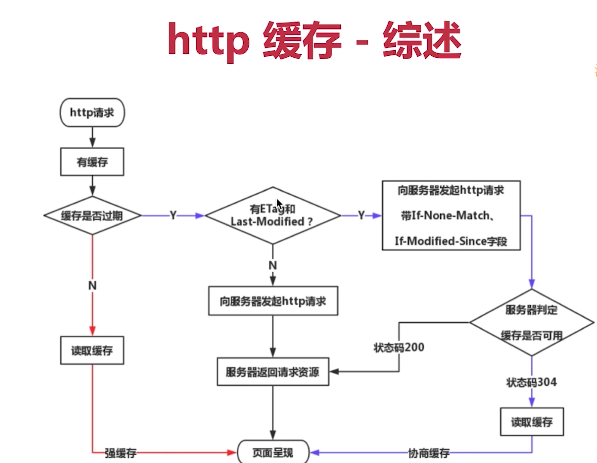 http 缓存 - 综述
http请求
有缓存
缓存是否过期
Y
有ETag和
Last-Modified？
Y
向服务器发起http请求
带If-None-Match、
If-Modified-Since字段
N
N
向服务器发起http请求
服务器判定
缓存是否可用
读取缓存
状态码200
服务器返回请求资源
状态码304
读取缓存
强缓存
页面呈现
协商缓存